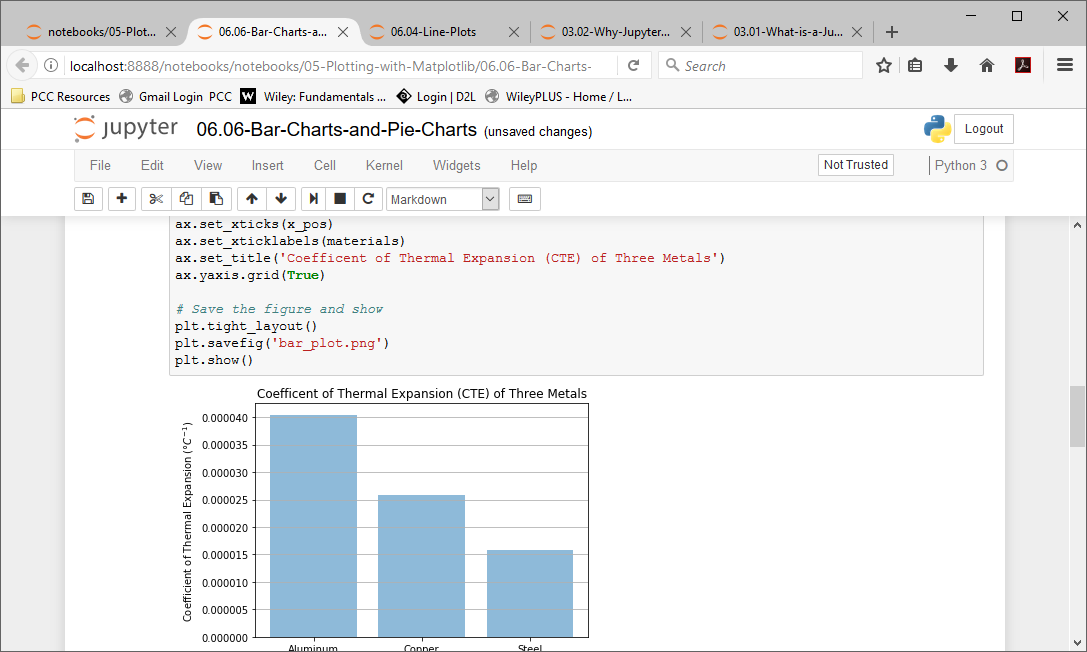 notebooks/05-Plot...
06.06-Bar-Charts-a...
06.04-Line-Plots
03.02-Why-Jupyter...
03.01-What-is-a-Ju...
localhost:8888/notebooks/notebooks/05-Plotting-with-Matplotlib/06.06-Bar-Charts-
Search
PCC Resources
Gmail Login PCC
W
Wiley: Fundamentals ...
Login | D2L
WileyPLUS - Home / L...
jupyter
06.06-Bar-Charts-and-Pie-Charts (unsaved changes)
Logout
File Edit View Insert Cell Kernel Widgets Help
Not Trusted
Python 3
Markdown
ax.set_xticks(x_pos)
ax.set_xticklabels(materials)
ax.set_title('Coefficent of Thermal Expansion (CTE) of Three Metals')
ax.yaxis.grid(True)
# Save the figure and show
plt.tight_layout()
plt.savefig('bar_plot.png')
plt.show()
Coefficent of Thermal Expansion (CTE) of Three Metals
Coefficient of Thermal Expansion (°C⁻¹)
0.000040
0.000035
0.000030
0.000025
0.000020
0.000015
0.000010
0.000005
0.000000
Aluminum
Copper
Steel